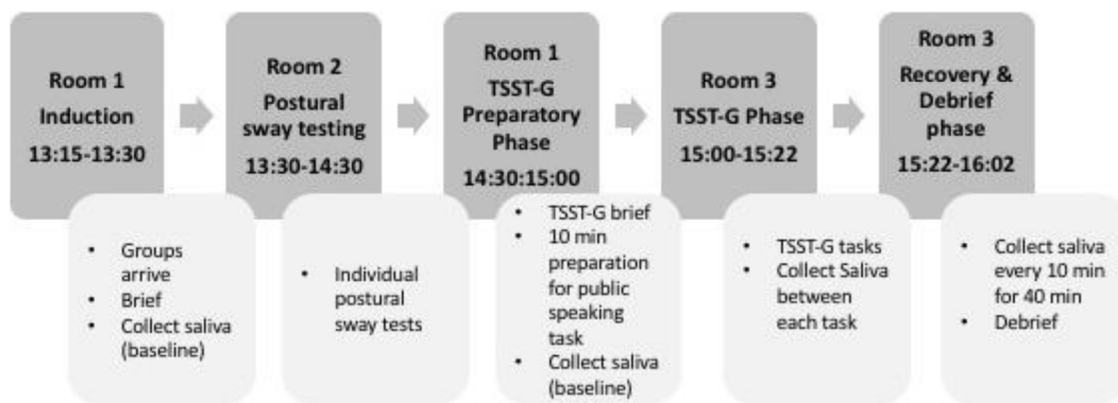 Room 1
Induction
13:15-13:30
Room 2
Postural
sway testing
13:30-14:30
Room 1
TSST-G
Preparatory
Phase
14:30:15:00
Room 3
TSST-G Phase
15:00-15:22
Room 3
Recovery &
Debrief
phase
15:22-16:02
• Groups
arrive
• Brief
• Collect saliva
(baseline)
• Individual
postural
sway tests
• TSST-G brief
• 10 min
preparation
for public
speaking
task
• Collect saliva
(baseline)
• TSST-G tasks
• Collect Saliva
between
each task
• Collect saliva
every 10 min
for 40 min
• Debrief